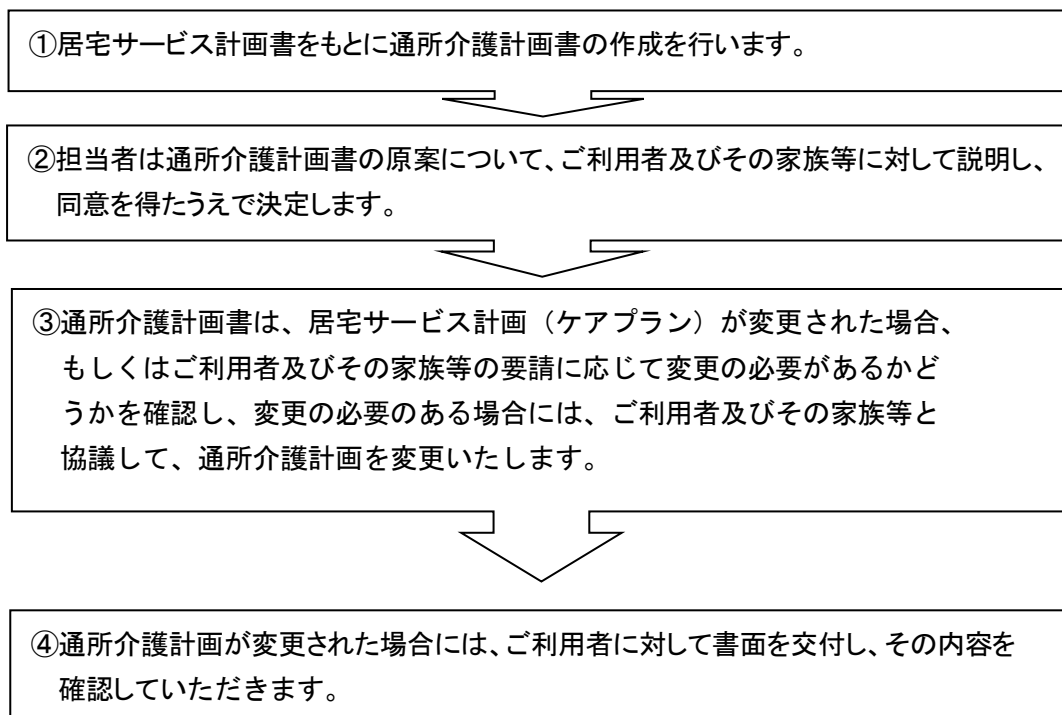 ①居宅サービス計画書をもとに通所介護計画書の作成を行います。
②担当者は通所介護計画書の原案について、ご利用者及びその家族等に対して説明し、
同意を得たうえで決定します。
③通所介護計画書は、居宅サービス計画（ケアプラン）が変更された場合、
もしくはご利用者及びその家族等の要請に応じて変更の必要があるかど
うかを確認し、変更の必要のある場合には、ご利用者及びその家族等と
協議して、通所介護計画を変更いたします。
④通所介護計画が変更された場合には、ご利用者に対して書面を交付し、その内容を
確認していただきます。